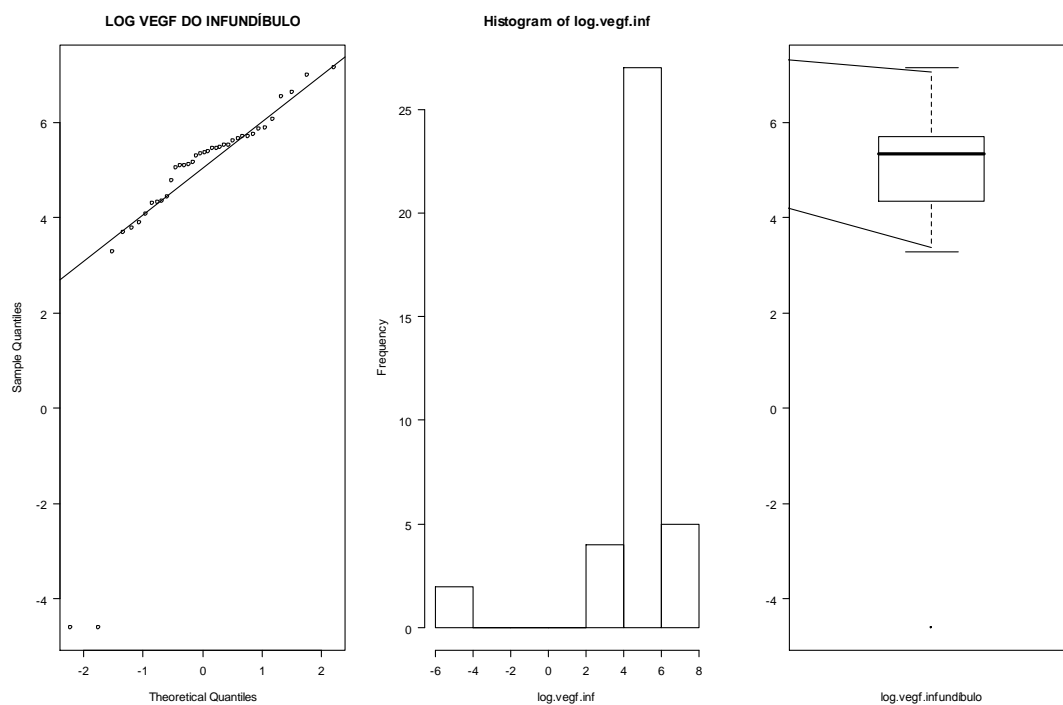 LOG VEGF DO INFUNDÍBULO
Sample Quantiles
6
4
2
0
-2
-4
-2 -1 0 1 2
Theoretical Quantiles
Histogram of log.vegf.inf
Frequency
25
20
15
10
5
0
-6 -4 -2 0 2 4 6 8
log.vegf.inf
6
4
2
0
-2
-4
log.vegf.infundíbulo